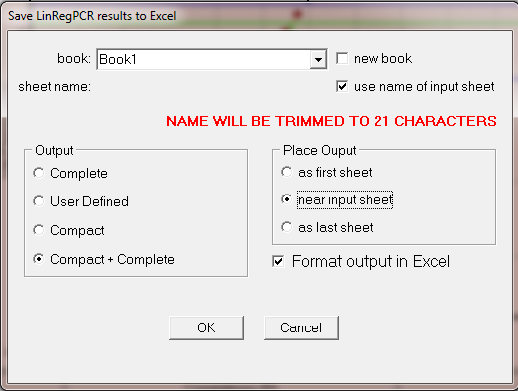 Save LinRegPCR results to Excel
book: Book1 new book
sheet name: use name of input sheet
NAME WILL BE TRIMMED TO 21 CHARACTERS
Output
Complete
User Defined
Compact
Compact + Complete
Place Ouput
as first sheet
near input sheet
as last sheet
Format output in Excel
OK Cancel